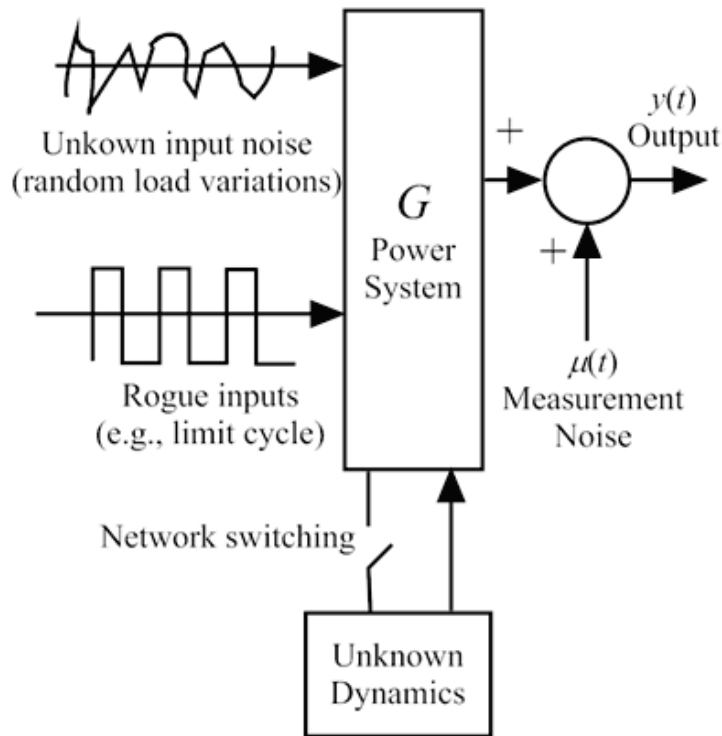 Unkown input noise
(random load variations)
Rogue inputs
(e.g., limit cycle)
G
Power
System
+
y(t)
Output
+
μ(t)
Measurement
Noise
Network switching
Unknown
Dynamics